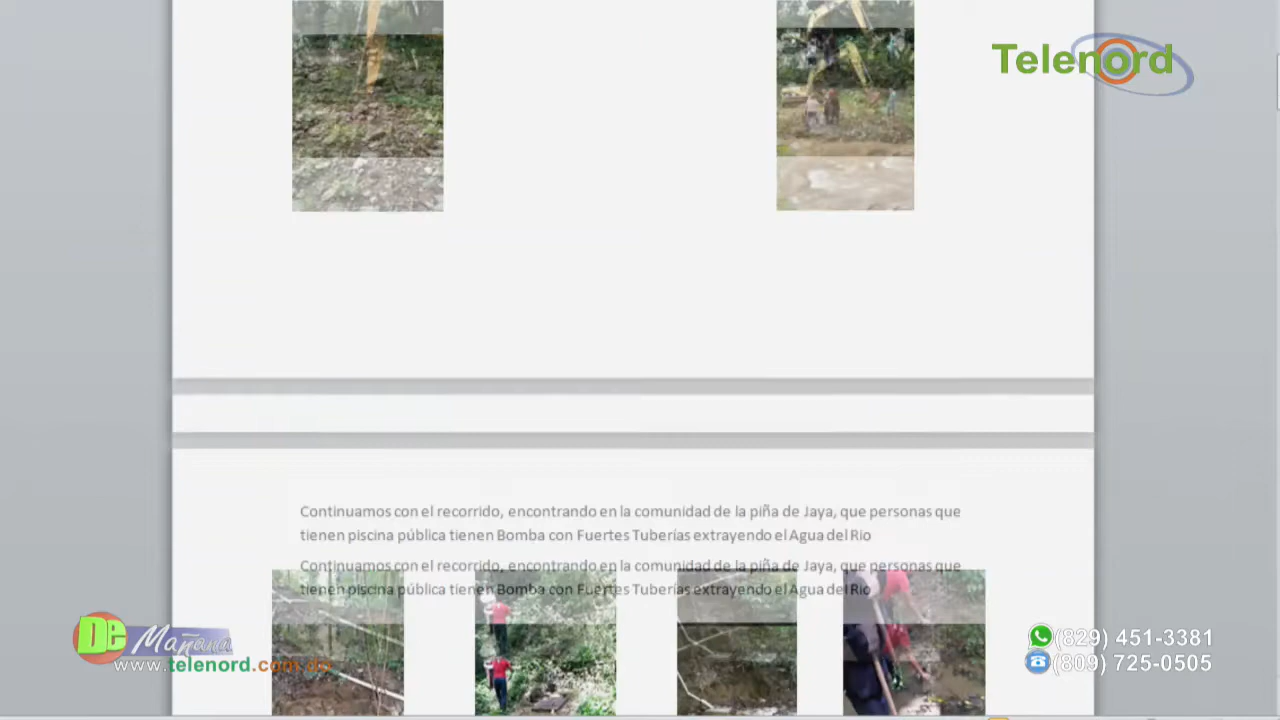 Telenord
Continuamos con el recorrido, encontrando en la comunidad de la piña de Jaya, que personas que
tienen piscina pública tienen Bomba con Fuertes Tuberías extrayendo el Agua del Rio
Continuamos con el recorrido, encontrando en la comunidad de la piña de Jaya, que personas que
tienen piscina pública tienen Bomba con Fuertes Tuberías extrayendo el Agua del Rio
De Mañana
www.telenord.com.do
(829) 451-3381
(809) 725-0505